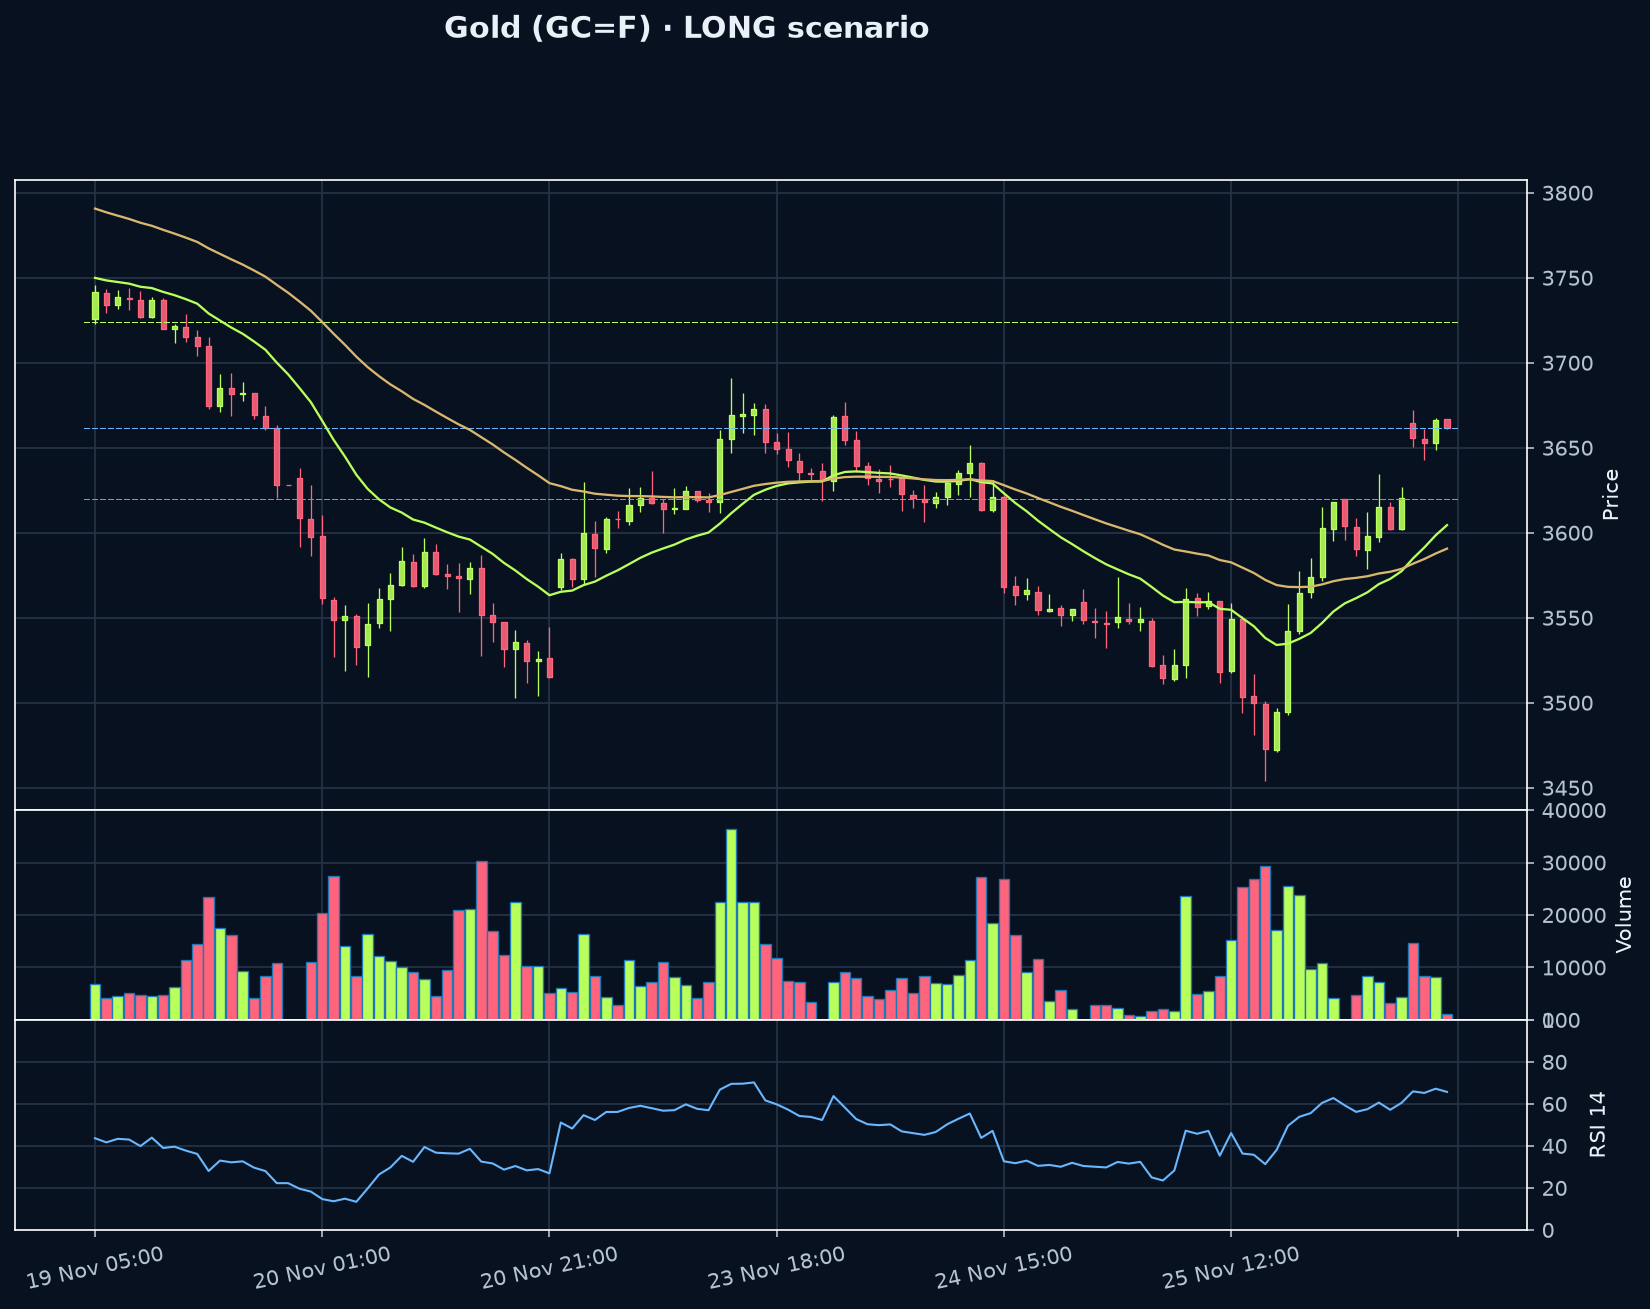 Gold (GC=F) · LONG scenario
3800
3750
3700
3650
3600
3550
3500
3450
Price
40000
30000
20000
10000
0
Volume
100
80
60
40
20
0
RSI 14
19 Nov 05:00
20 Nov 01:00
20 Nov 21:00
23 Nov 18:00
24 Nov 15:00
25 Nov 12:00